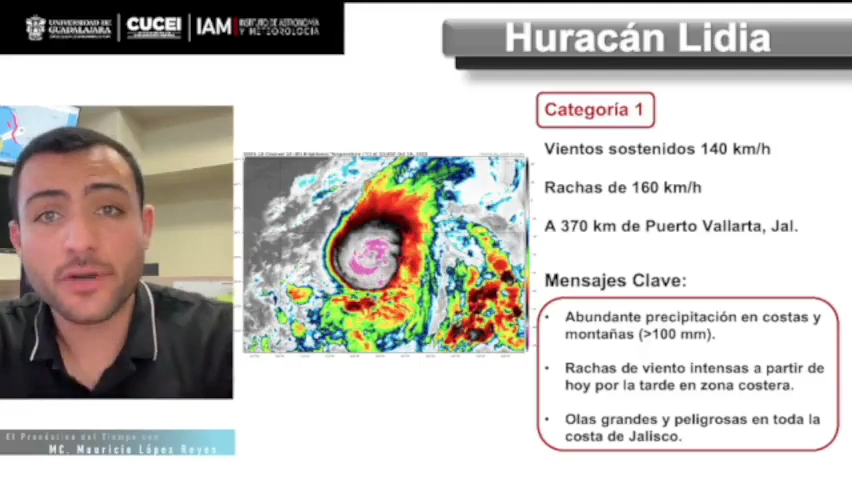 UNIVERSIDAD DE
GUADALAJARA
CUCEI
IAM
INSTITUTO DE ASTRONOMÍA
Y METEOROLOGÍA
Huracán Lidia
Categoría 1
Vientos sostenidos 140 km/h
Rachas de 160 km/h
A 370 km de Puerto Vallarta, Jal.
Mensajes Clave:
• Abundante precipitación en costas y
montañas (>100 mm).
• Rachas de viento intensas a partir de
hoy por la tarde en zona costera.
• Olas grandes y peligrosas en toda la
costa de Jalisco.
El Pronóstico del Tiempo con
MC. Mauricio López Reyes